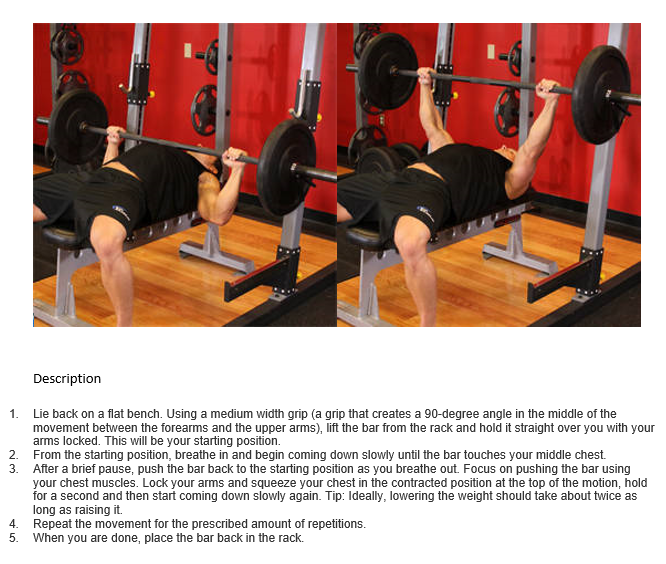 Description
1. Lie back on a flat bench. Using a medium width grip (a grip that creates a 90-degree angle in the middle of the
movement between the forearms and the upper arms), lift the bar from the rack and hold it straight over you with your
arms locked. This will be your starting position.
2. From the starting position, breathe in and begin coming down slowly until the bar touches your middle chest.
3. After a brief pause, push the bar back to the starting position as you breathe out. Focus on pushing the bar using
your chest muscles. Lock your arms and squeeze your chest in the contracted position at the top of the motion, hold
for a second and then start coming down slowly again. Tip: Ideally, lowering the weight should take about twice as
long as raising it.
4. Repeat the movement for the prescribed amount of repetitions.
5. When you are done, place the bar back in the rack.